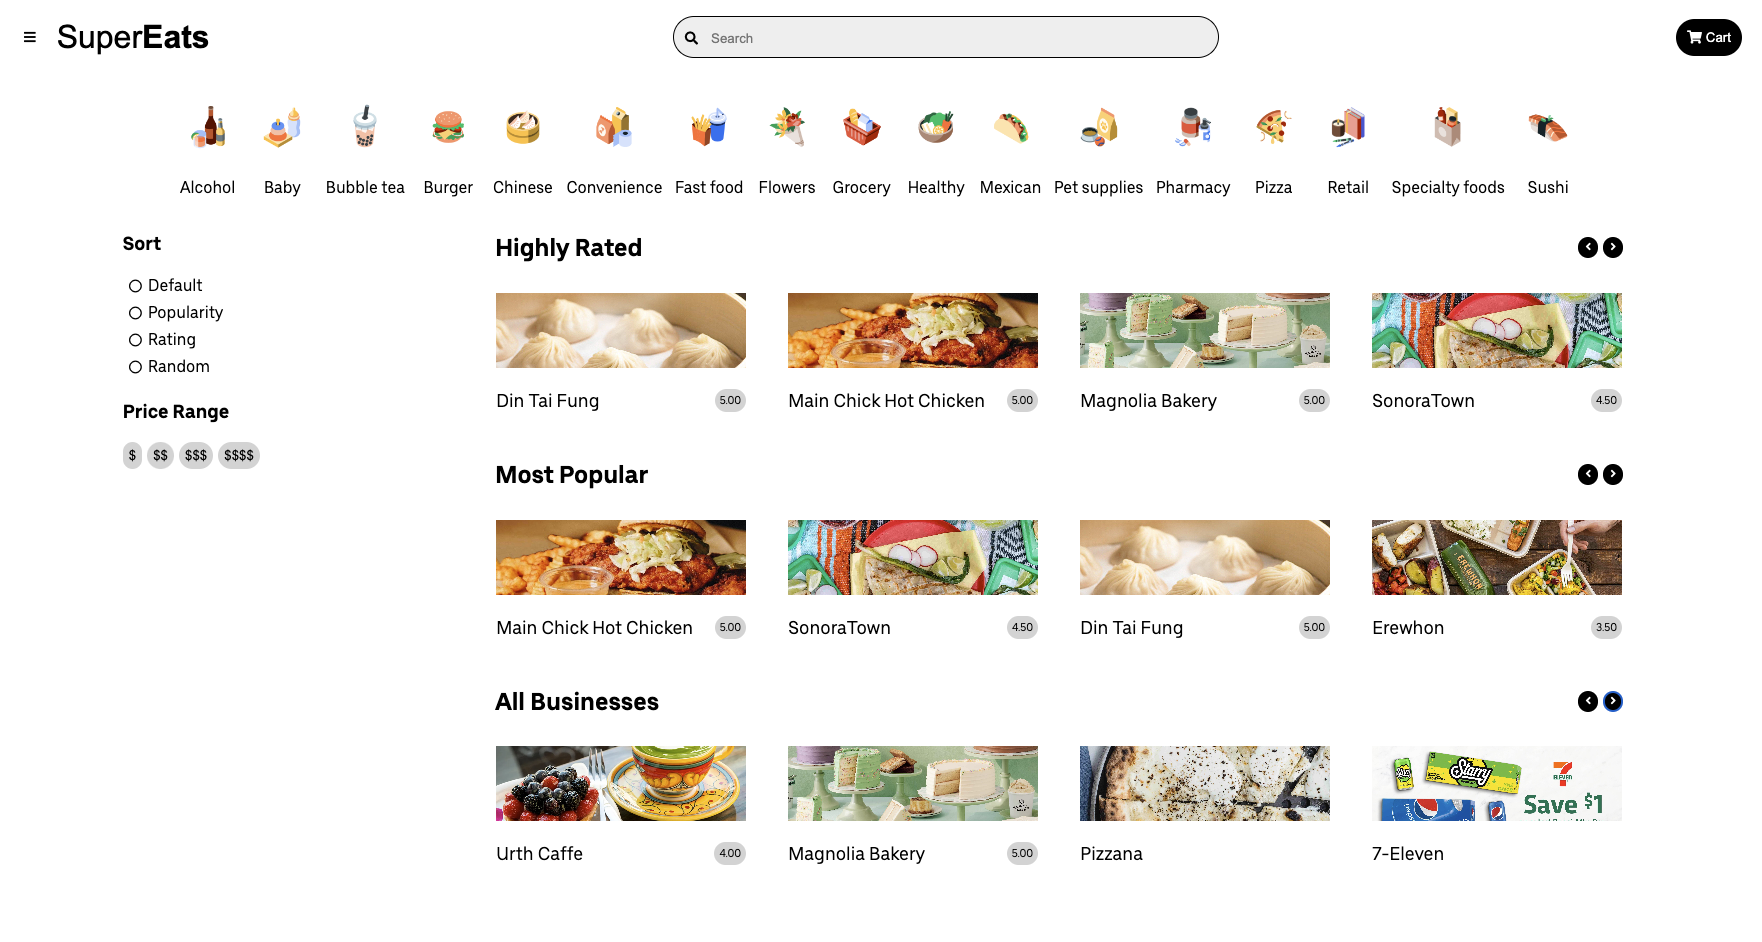 SuperEats
Search
Cart
Alcohol Baby Bubble tea Burger Chinese Convenience Fast food Flowers Grocery Healthy Mexican Pet supplies Pharmacy Pizza Retail Specialty foods Sushi
Sort
Default
Popularity
Rating
Random
Price Range
$ $$ $$$ $$$$
Highly Rated
Din Tai Fung 5.00
Main Chick Hot Chicken 5.00
Magnolia Bakery 5.00
SonoraTown 4.50
Most Popular
Main Chick Hot Chicken 5.00
SonoraTown 4.50
Din Tai Fung 5.00
EREWHON
Erewhon 3.50
All Businesses
Urth Caffe 4.00
Magnolia Bakery 5.00
Pizzana
Starry
7 ELEVEN
Save $1
7-Eleven